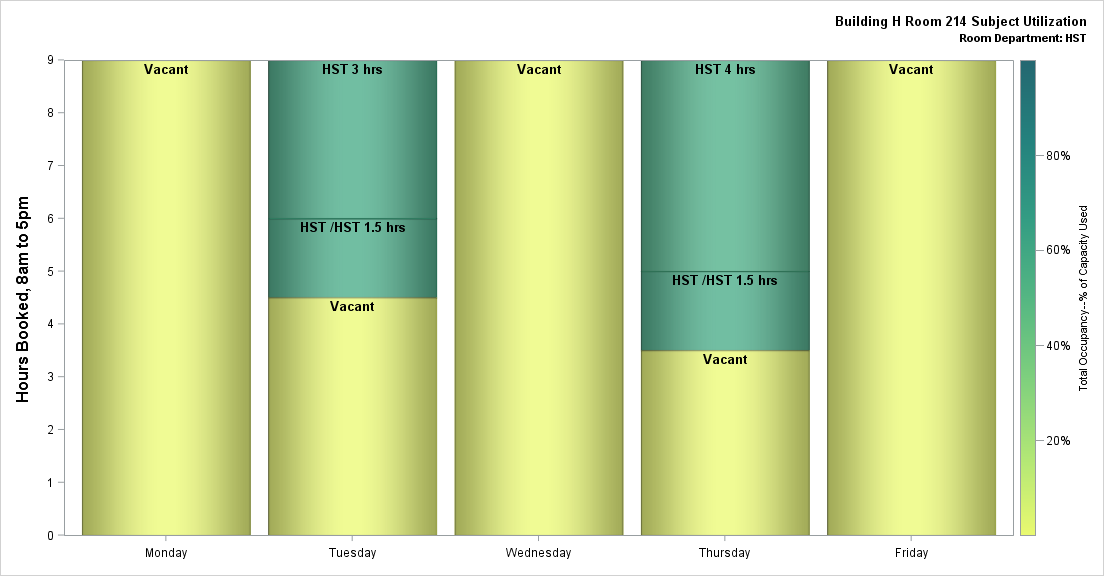 Building H Room 214 Subject Utilization
Room Department: HST
Hours Booked, 8am to 5pm
9
8
7
6
5
4
3
2
1
0
Vacant
HST 3 hrs
HST /HST 1.5 hrs
Vacant
Vacant
HST 4 hrs
HST /HST 1.5 hrs
Vacant
Vacant
Monday
Tuesday
Wednesday
Thursday
Friday
80%
60%
40%
20%
Total Occupancy--% of Capacity Used